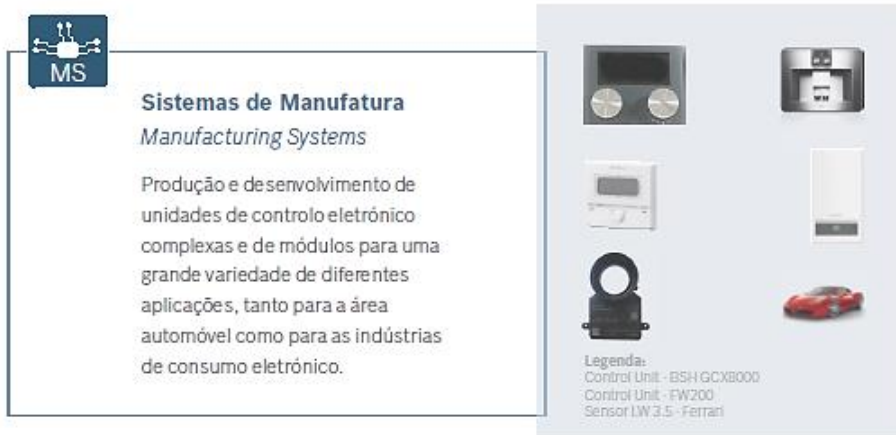 MS
Sistemas de Manufatura
Manufacturing Systems
Produção e desenvolvimento de
unidades de controlo eletrónico
complexas e de módulos para uma
grande variedade de diferentes
aplicações, tanto para a área
automóvel como para as indústrias
de consumo eletrónico.
Legenda:
Control Unit - BSH GCX8000
Control Unit - FW200
Sensor LW 3.5 - Ferrari